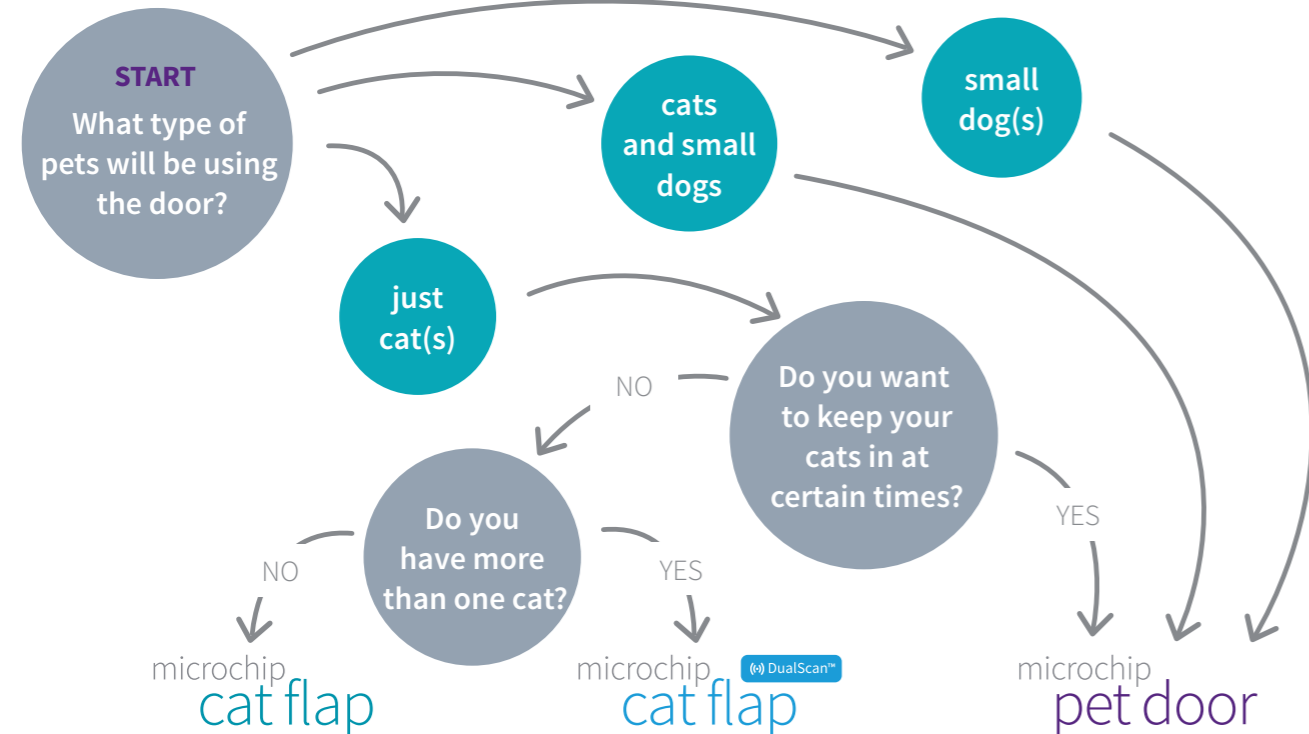 START
What type of
pets will be using
the door?
small
dog(s)
cats
and small
dogs
just
cat(s)
Do you want
to keep your
cats in at
certain times?
NO
YES
Do you
have more
than one cat?
NO
YES
microchip
cat flap
microchip
DualScan™
cat flap
microchip
pet door